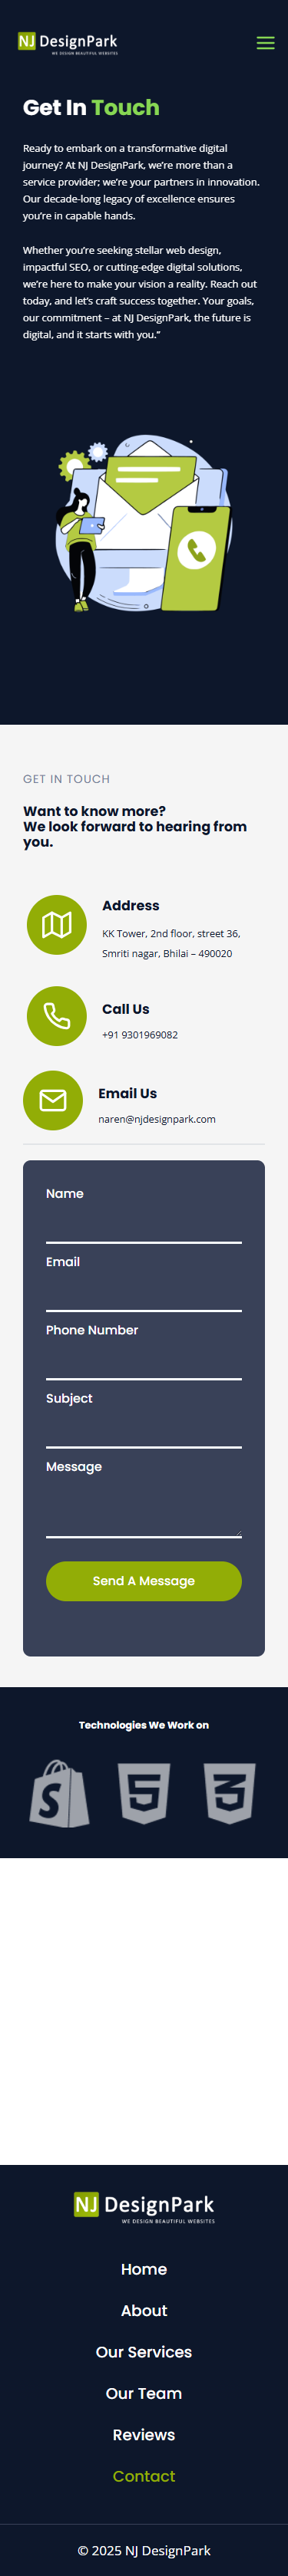 NJ DesignPark
WE DESIGN BEAUTIFUL WEBSITES
Get In Touch
Ready to embark on a transformative digital
journey? At NJ DesignPark, we’re more than a
service provider; we’re your partners in innovation.
Our decade-long legacy of excellence ensures
you’re in capable hands.
Whether you’re seeking stellar web design,
impactful SEO, or cutting-edge digital solutions,
we’re here to make your vision a reality. Reach out
today, and let’s craft success together. Your goals,
our commitment – at NJ DesignPark, the future is
digital, and it starts with you.”
GET IN TOUCH
Want to know more?
We look forward to hearing from
you.
Address
KK Tower, 2nd floor, street 36,
Smriti nagar, Bhilai – 490020
Call Us
+91 9301969082
Email Us
naren@njdesignpark.com
Name
Email
Phone Number
Subject
Message
Send A Message
Technologies We Work on
S
5
3
NJ DesignPark
WE DESIGN BEAUTIFUL WEBSITES
Home
About
Our Services
Our Team
Reviews
Contact
© 2025 NJ DesignPark